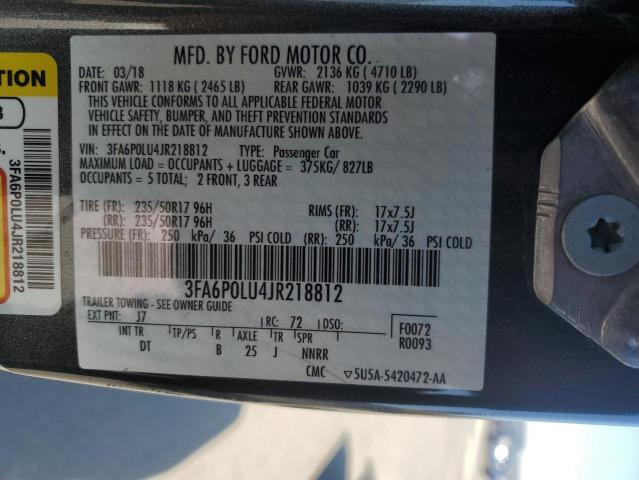 MFD. BY FORD MOTOR CO.
DATE: 03/18 GVWR: 2136 KG ( 4710 LB)
FRONT GAWR: 1118 KG ( 2465 LB) REAR GAWR: 1039 KG ( 2290 LB)
THIS VEHICLE CONFORMS TO ALL APPLICABLE FEDERAL MOTOR
VEHICLE SAFETY, BUMPER, AND THEFT PREVENTION STANDARDS
IN EFFECT ON THE DATE OF MANUFACTURE SHOWN ABOVE.
VIN: 3FA6P0LU4JR218812 TYPE: Passenger Car
MAXIMUM LOAD = OCCUPANTS + LUGGAGE = 375KG/ 827LB
OCCUPANTS = 5 TOTAL; 2 FRONT, 3 REAR
TIRE (FR): 235/50R17 96H RIMS (FR): 17x7.5J
(RR): 235/50R17 96H (RR): 17x7.5J
PRESSURE (FR): 250 kPa/ 36 PSI COLD (RR): 250 kPa/ 36 PSI COLD
3FA6P0LU4JR218812
TRAILER TOWING - SEE OWNER GUIDE
EXT PNT: J7 RC: 72 DSO: F0072
INT TR TP/PS R AXLE TR SPR R0093
DT B 25 J NNRR
CMC ▽5U5A-5420472-AA
TION
3
S.
3FA6P0LU4JR218812